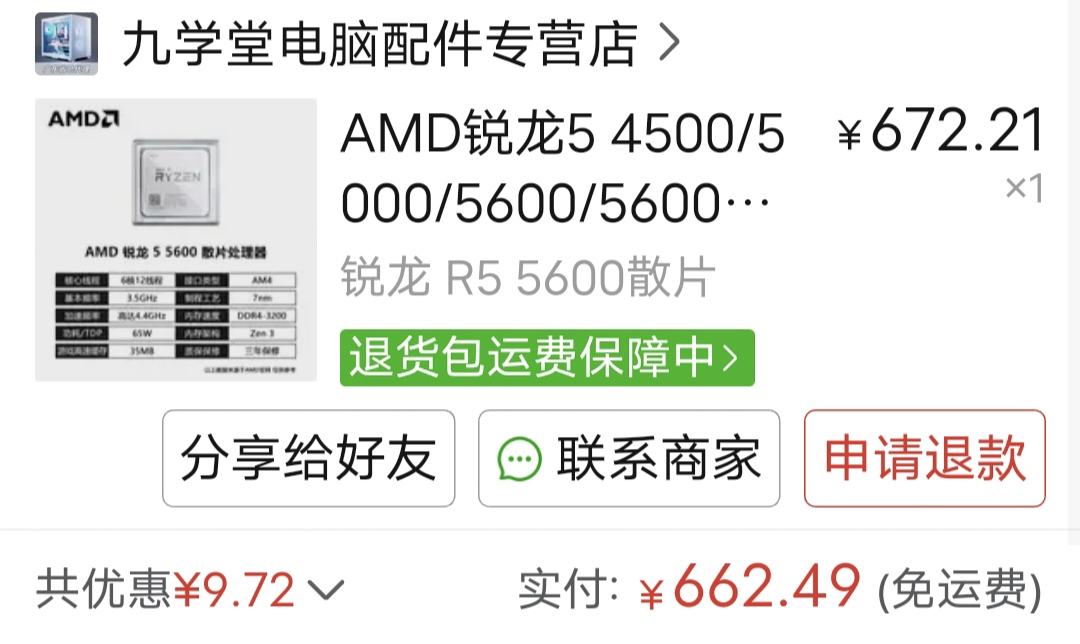 九学堂电脑配件专营店
AMD锐龙5 4500/5
000/5600/5600…
¥672.21
×1
锐龙 R5 5600散片
退货包运费保障中
AMD
RYZEN
AMD 锐龙 5 5600 散片处理器
核心线程 6核12线程 接口类型 AM4
基本频率 3.5GHz 制程工艺 7nm
加速频率 高达4.4GHz 内存速度 DDR4-3200
功耗/TDP 65W 内存架构 Zen 3
游戏高速缓存 35MB 质保保修 三年保修
分享给好友
联系商家
申请退款
共优惠¥9.72
实付: ¥662.49 (免运费)